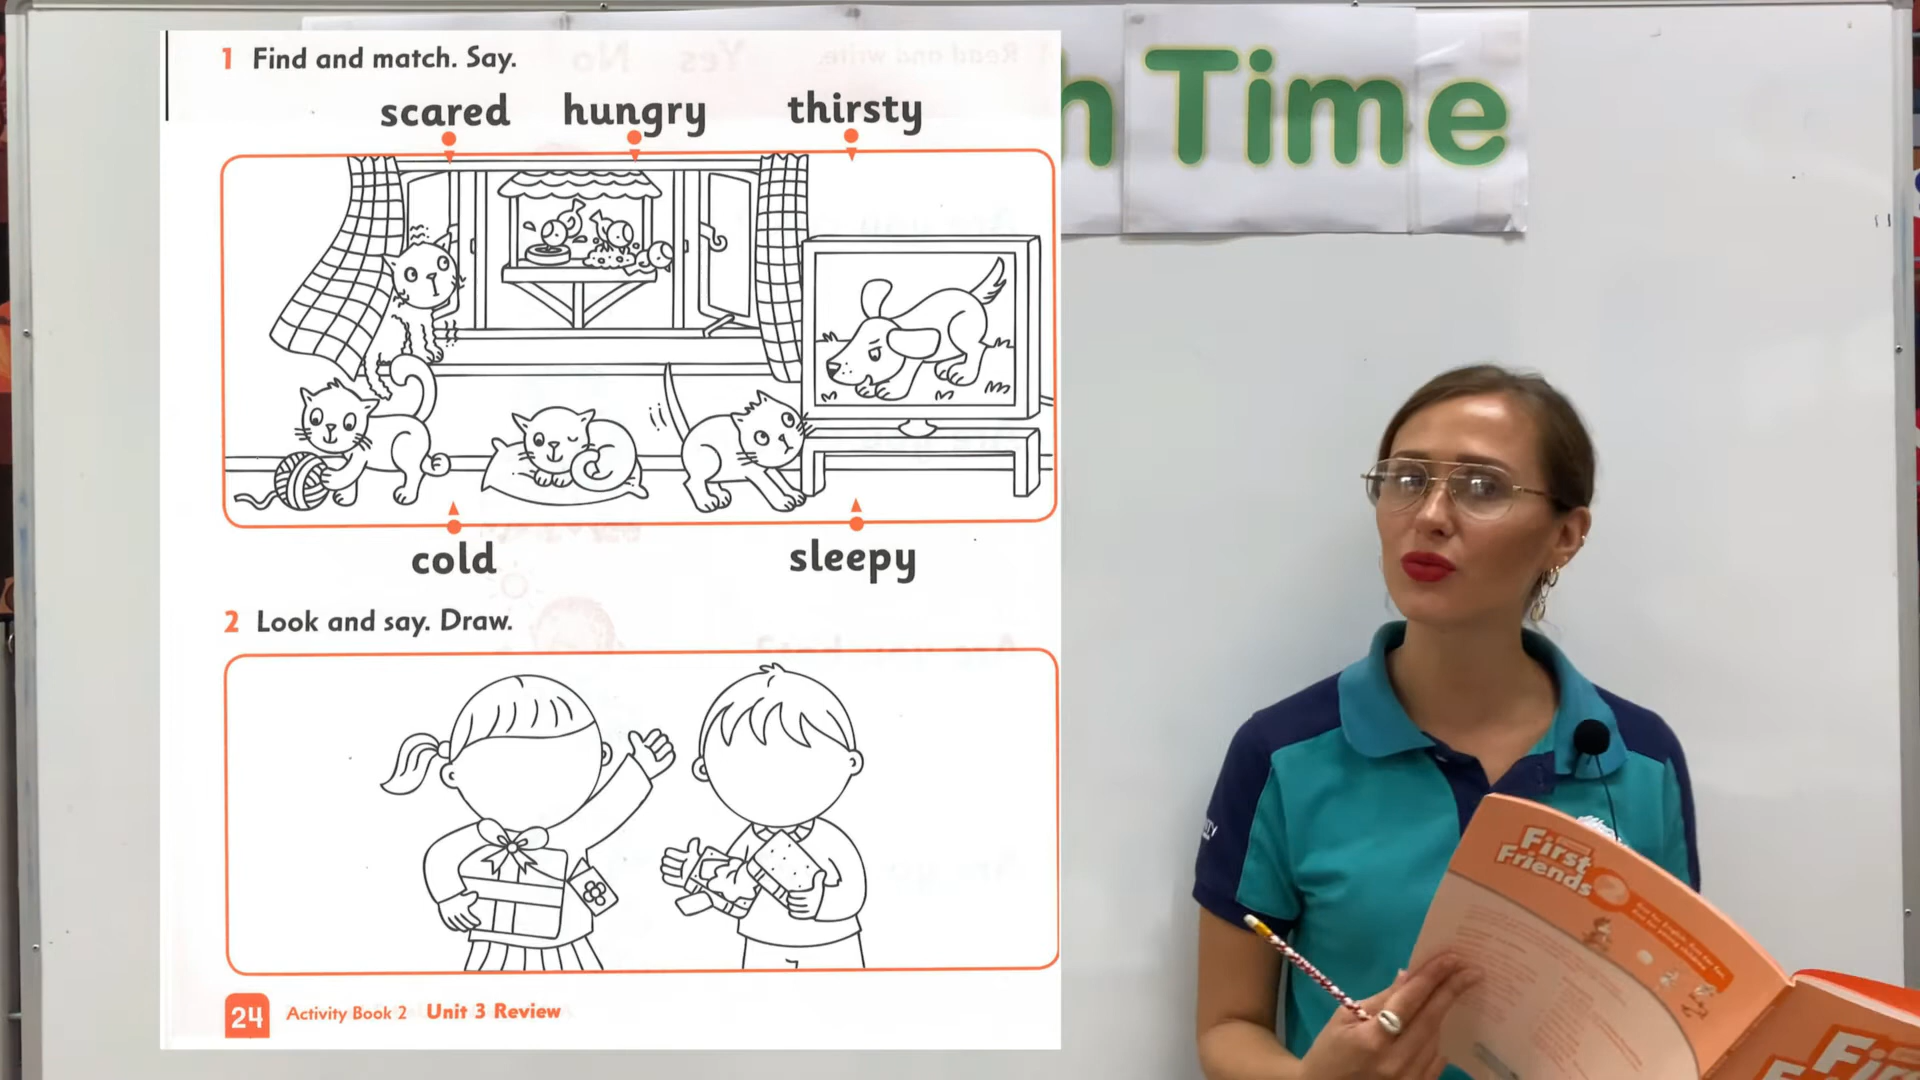 1 Find and match. Say.
scared hungry thirsty
cold sleepy
2 Look and say. Draw.
24 Activity Book 2 Unit 3 Review
Time
First
Friends